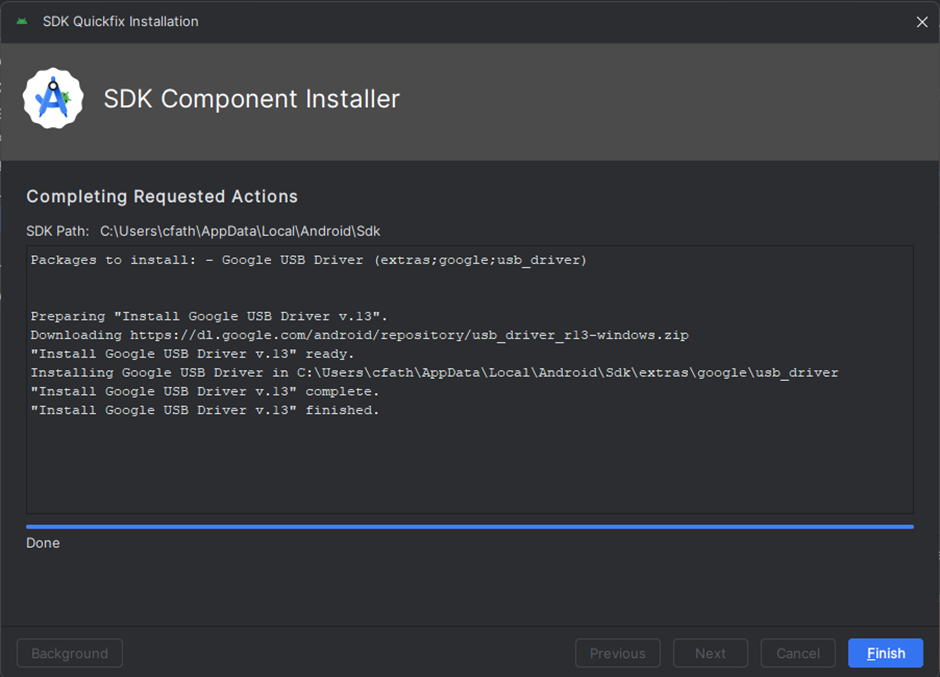 SDK Quickfix Installation
SDK Component Installer
Completing Requested Actions
SDK Path: C:\Users\cfath\AppData\Local\Android\Sdk
Packages to install: - Google USB Driver (extras;google;usb_driver)
Preparing "Install Google USB Driver v.13".
Downloading https://dl.google.com/android/repository/usb_driver_r13-windows.zip
"Install Google USB Driver v.13" ready.
Installing Google USB Driver in C:\Users\cfath\AppData\Local\Android\Sdk\extras\google\usb_driver
"Install Google USB Driver v.13" complete.
"Install Google USB Driver v.13" finished.
Done
Background Previous Next Cancel Finish